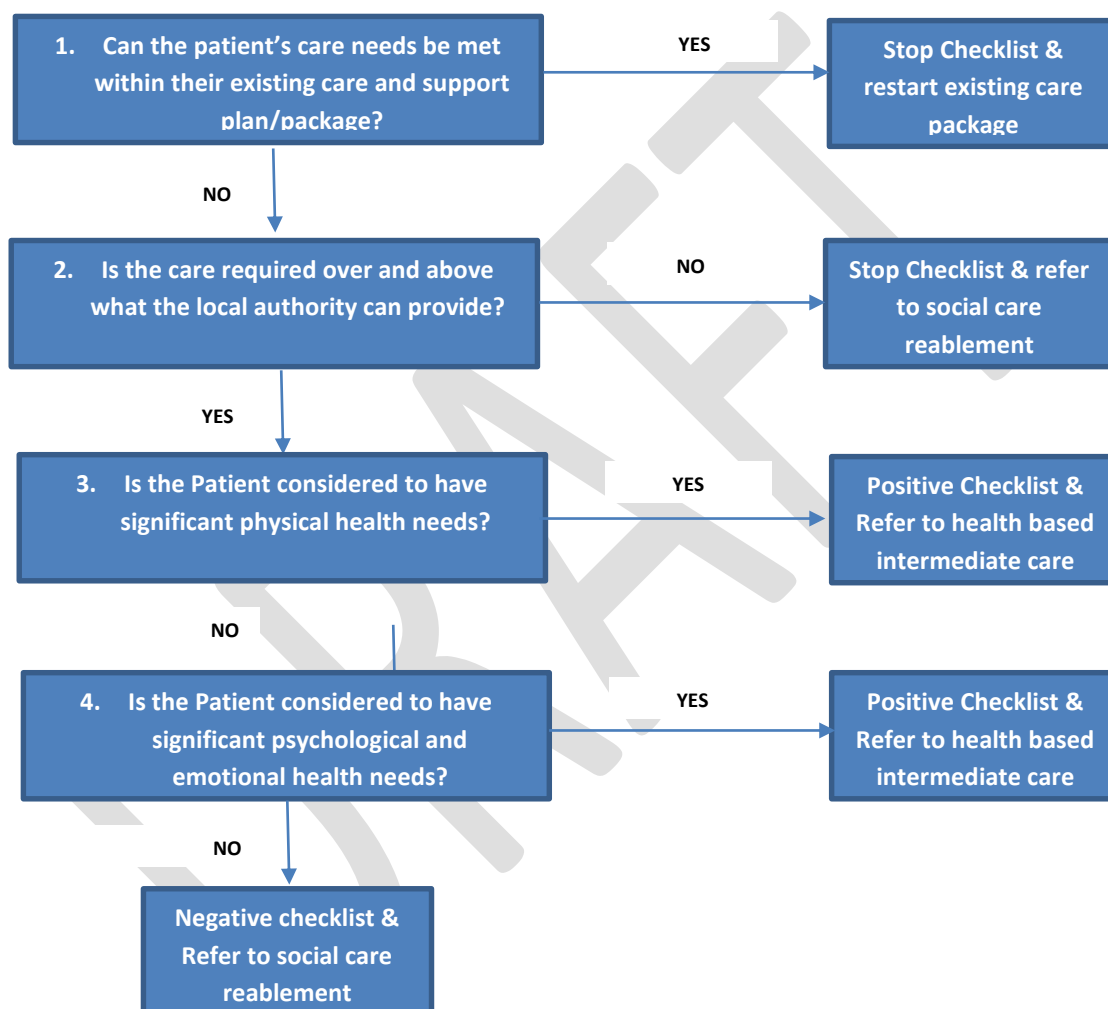 1. Can the patient's care needs be met
within their existing care and support
plan/package?
YES
Stop Checklist &
restart existing care
package
NO
2. Is the care required over and above
what the local authority can provide?
NO
Stop Checklist & refer
to social care
reablement
YES
3. Is the Patient considered to have
significant physical health needs?
YES
Positive Checklist &
Refer to health based
intermediate care
NO
4. Is the Patient considered to have
significant psychological and
emotional health needs?
YES
Positive Checklist &
Refer to health based
intermediate care
NO
Negative checklist &
Refer to social care
reablement
DRAFT